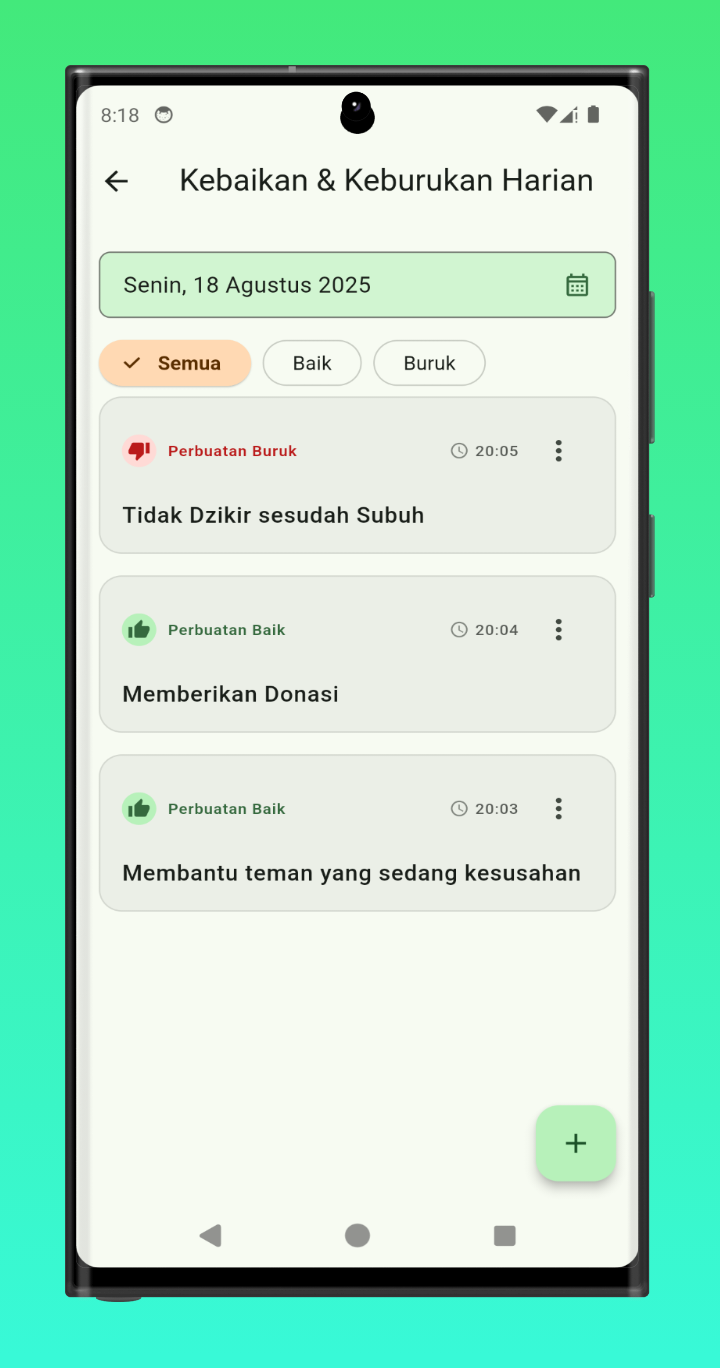 8:18
Kebaikan & Keburukan Harian
Senin, 18 Agustus 2025
Semua Baik Buruk
Perbuatan Buruk 20:05
Tidak Dzikir sesudah Subuh
Perbuatan Baik 20:04
Memberikan Donasi
Perbuatan Baik 20:03
Membantu teman yang sedang kesusahan